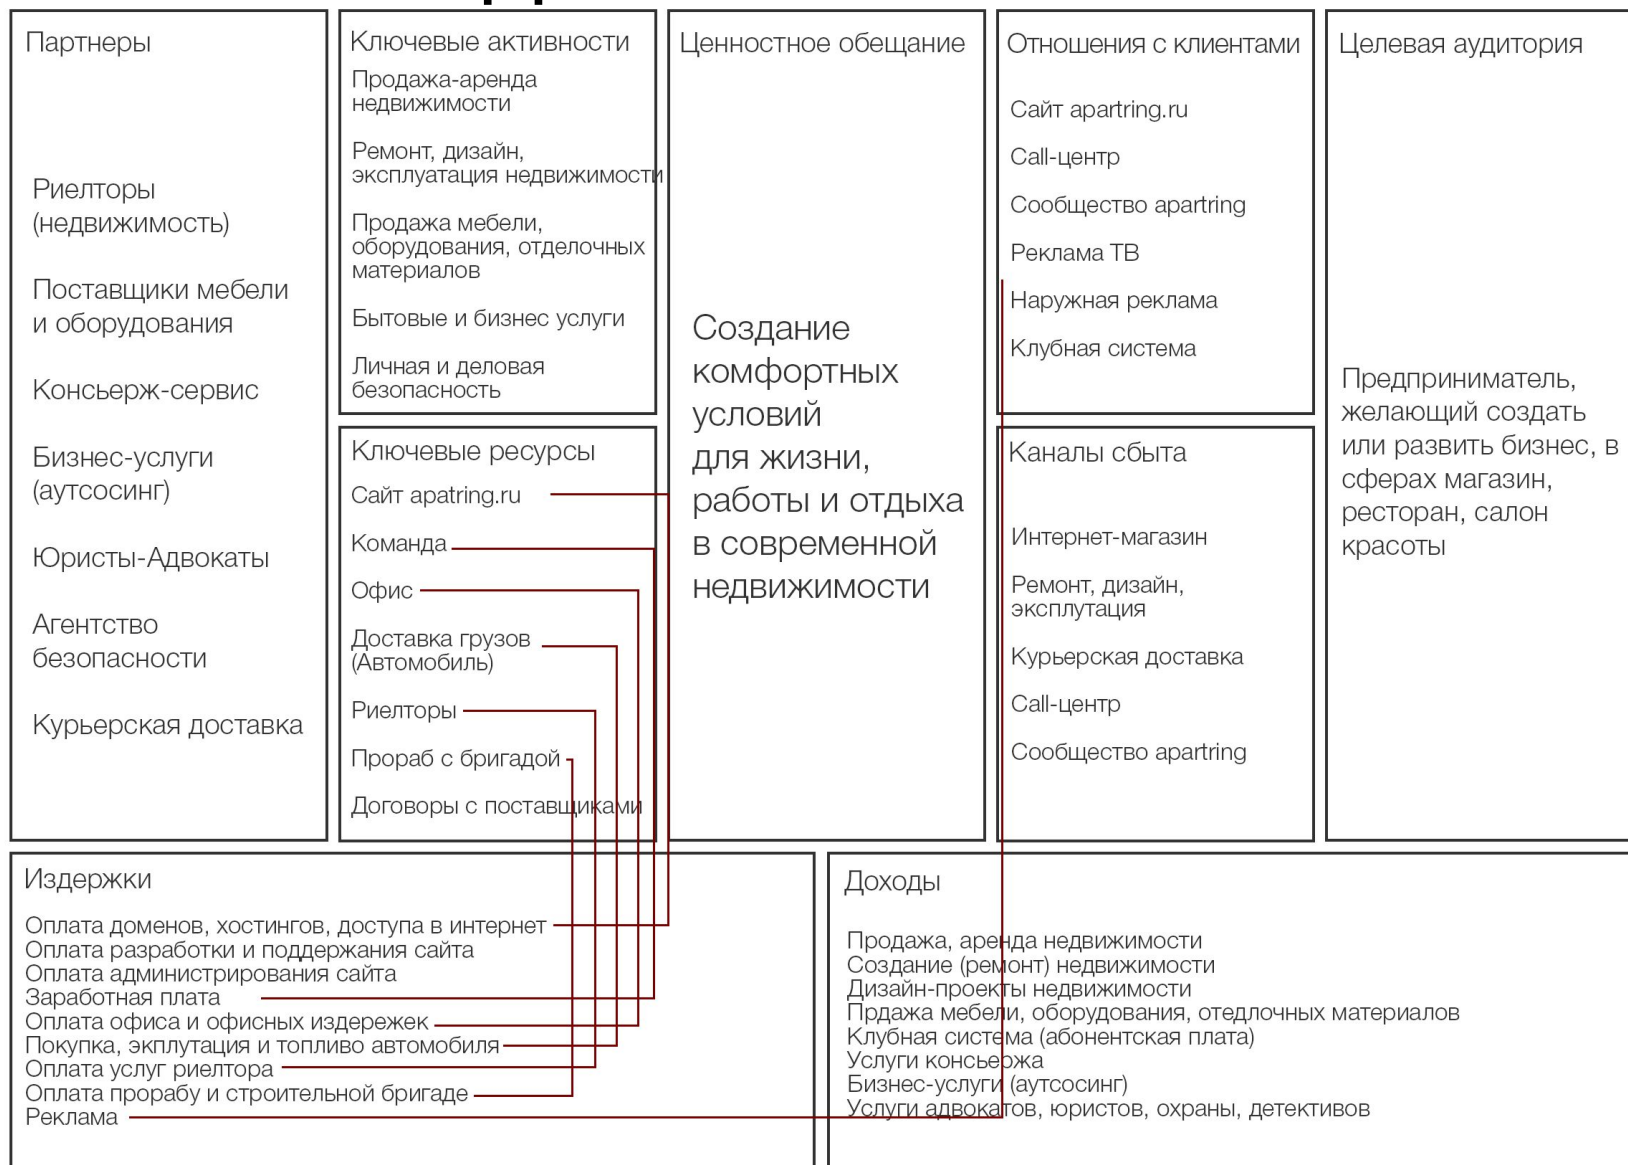 Партнеры
Риелторы
(недвижимость)
Поставщики мебели
и оборудования
Консьерж-сервис
Бизнес-услуги
(аутсосинг)
Юристы-Адвокаты
Агентство
безопасности
Курьерская доставка
Ключевые активности
Продажа-аренда
недвижимости
Ремонт, дизайн,
эксплуатация недвижимости
Продажа мебели,
оборудования, отделочных
материалов
Бытовые и бизнес услуги
Личная и деловая
безопасность
Ключевые ресурсы
Сайт apatring.ru
Команда
Офис
Доставка грузов
(Автомобиль)
Риелторы
Прораб с бригадой
Договоры с поставщиками
Ценностное обещание
Создание
комфортных
условий
для жизни,
работы и отдыха
в современной
недвижимости
Отношения с клиентами
Сайт apartring.ru
Call-центр
Сообщество apartring
Реклама ТВ
Наружная реклама
Клубная система
Каналы сбыта
Интернет-магазин
Ремонт, дизайн,
эксплутация
Курьерская доставка
Call-центр
Сообщество apartring
Целевая аудитория
Предприниматель,
желающий создать
или развить бизнес, в
сферах магазин,
ресторан, салон
красоты
Издержки
Оплата доменов, хостингов, доступа в интернет
Оплата разработки и поддержания сайта
Оплата администрирования сайта
Заработная плата
Оплата офиса и офисных издережек
Покупка, экплутация и топливо автомобиля
Оплата услуг риелтора
Оплата прорабу и строительной бригаде
Реклама
Доходы
Продажа, аренда недвижимости
Создание (ремонт) недвижимости
Дизайн-проекты недвижимости
Прдажа мебели, оборудования, отедлочных материалов
Клубная система (абонентская плата)
Услуги консьержа
Бизнес-услуги (аутсосинг)
Услуги адвокатов, юристов, охраны, детективов